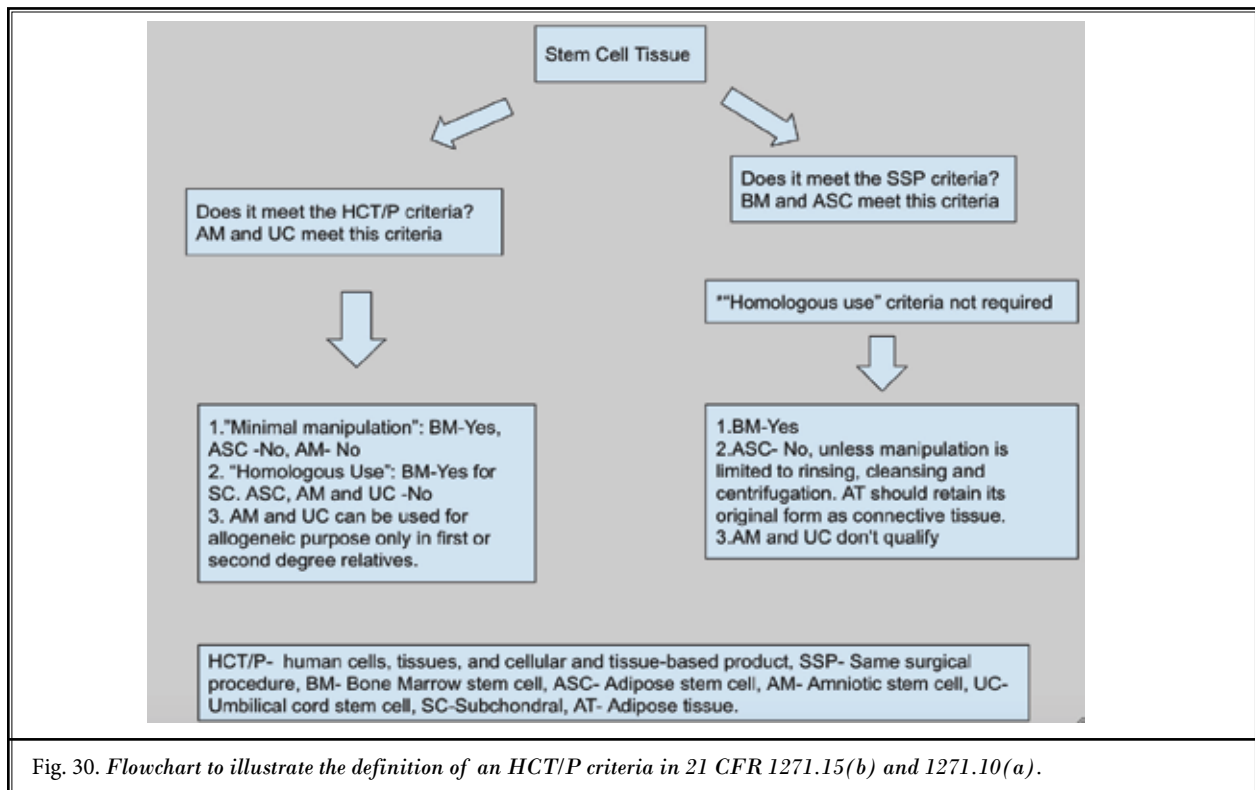 Stem Cell Tissue
Does it meet the SSP criteria?
BM and ASC meet this criteria
Does it meet the HCT/P criteria?
AM and UC meet this criteria
*“Homologous use” criteria not required
1.”Minimal manipulation”: BM-Yes,
ASC -No, AM- No
2. “Homologous Use”: BM-Yes for
SC. ASC, AM and UC -No
3. AM and UC can be used for
allogeneic purpose only in first or
second degree relatives.
1.BM-Yes
2.ASC- No, unless manipulation is
limited to rinsing, cleansing and
centrifugation. AT should retain its
original form as connective tissue.
3.AM and UC don't qualify
HCT/P- human cells, tissues, and cellular and tissue-based product, SSP- Same surgical
procedure, BM- Bone Marrow stem cell, ASC- Adipose stem cell, AM- Amniotic stem cell, UC-
Umbilical cord stem cell, SC-Subchondral, AT- Adipose tissue.
Fig. 30. Flowchart to illustrate the definition of an HCT/P criteria in 21 CFR 1271.15(b) and 1271.10(a).